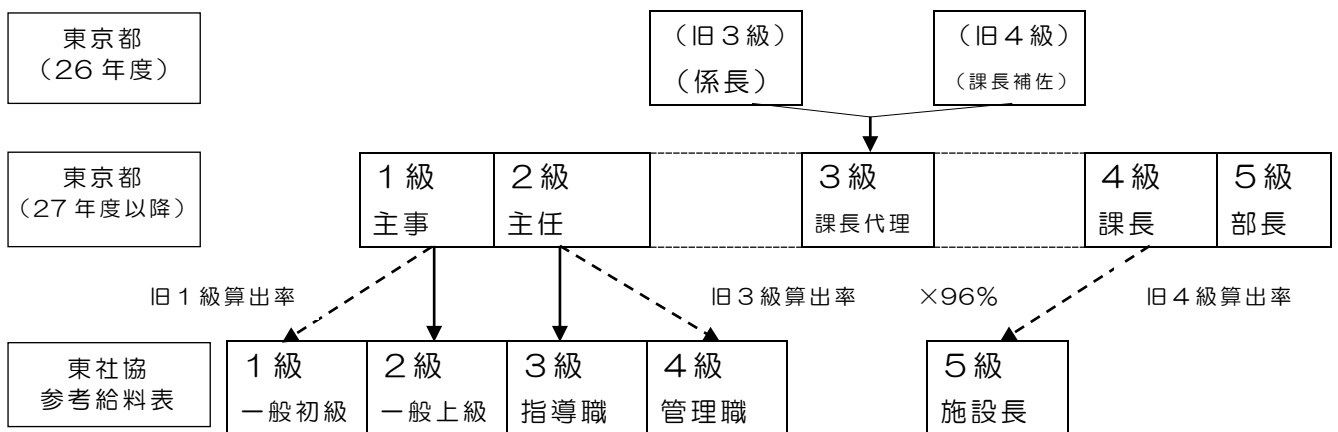 東京都
（26年度）
（旧３級）
（係長）
（旧４級）
（課長補佐）
東京都
（27年度以降）
１級
主事
２級
主任
３級
課長代理
４級
課長
５級
部長
旧１級算出率
旧３級算出率　×96%
旧４級算出率
東社協
参考給料表
１級
一般初級
２級
一般上級
３級
指導職
４級
管理職
５級
施設長